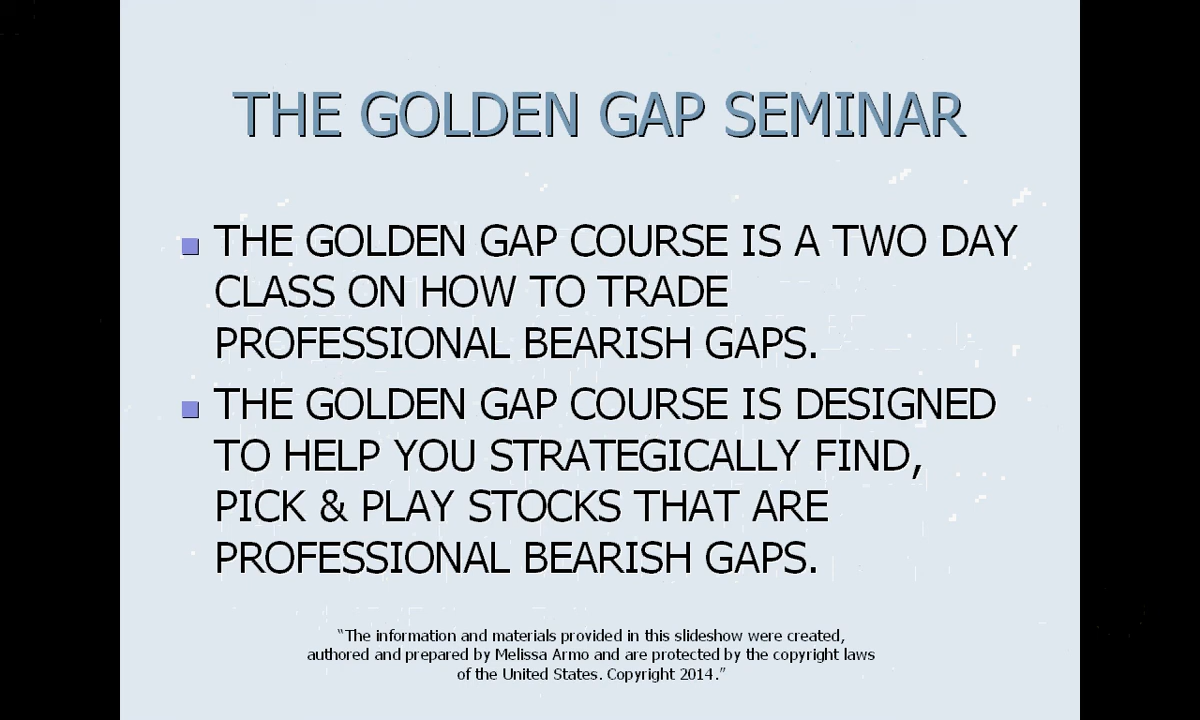 THE GOLDEN GAP SEMINAR
THE GOLDEN GAP COURSE IS A TWO DAY
CLASS ON HOW TO TRADE
PROFESSIONAL BEARISH GAPS.
THE GOLDEN GAP COURSE IS DESIGNED
TO HELP YOU STRATEGICALLY FIND,
PICK & PLAY STOCKS THAT ARE
PROFESSIONAL BEARISH GAPS.
“The information and materials provided in this slideshow were created,
authored and prepared by Melissa Armo and are protected by the copyright laws
of the United States. Copyright 2014.”